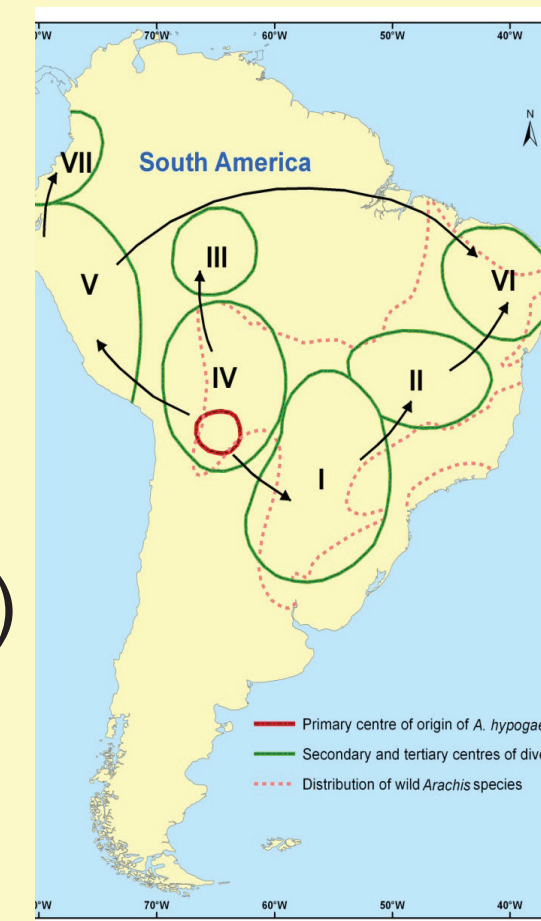 70°W 60°W 50°W 40°W
N
VII
South America
III
V
VI
IV
II
I
)
Primary centre of origin of A. hypogae
Secondary and tertiary centres of dive
Distribution of wild Arachis species
70°W 60°W 50°W 40°W